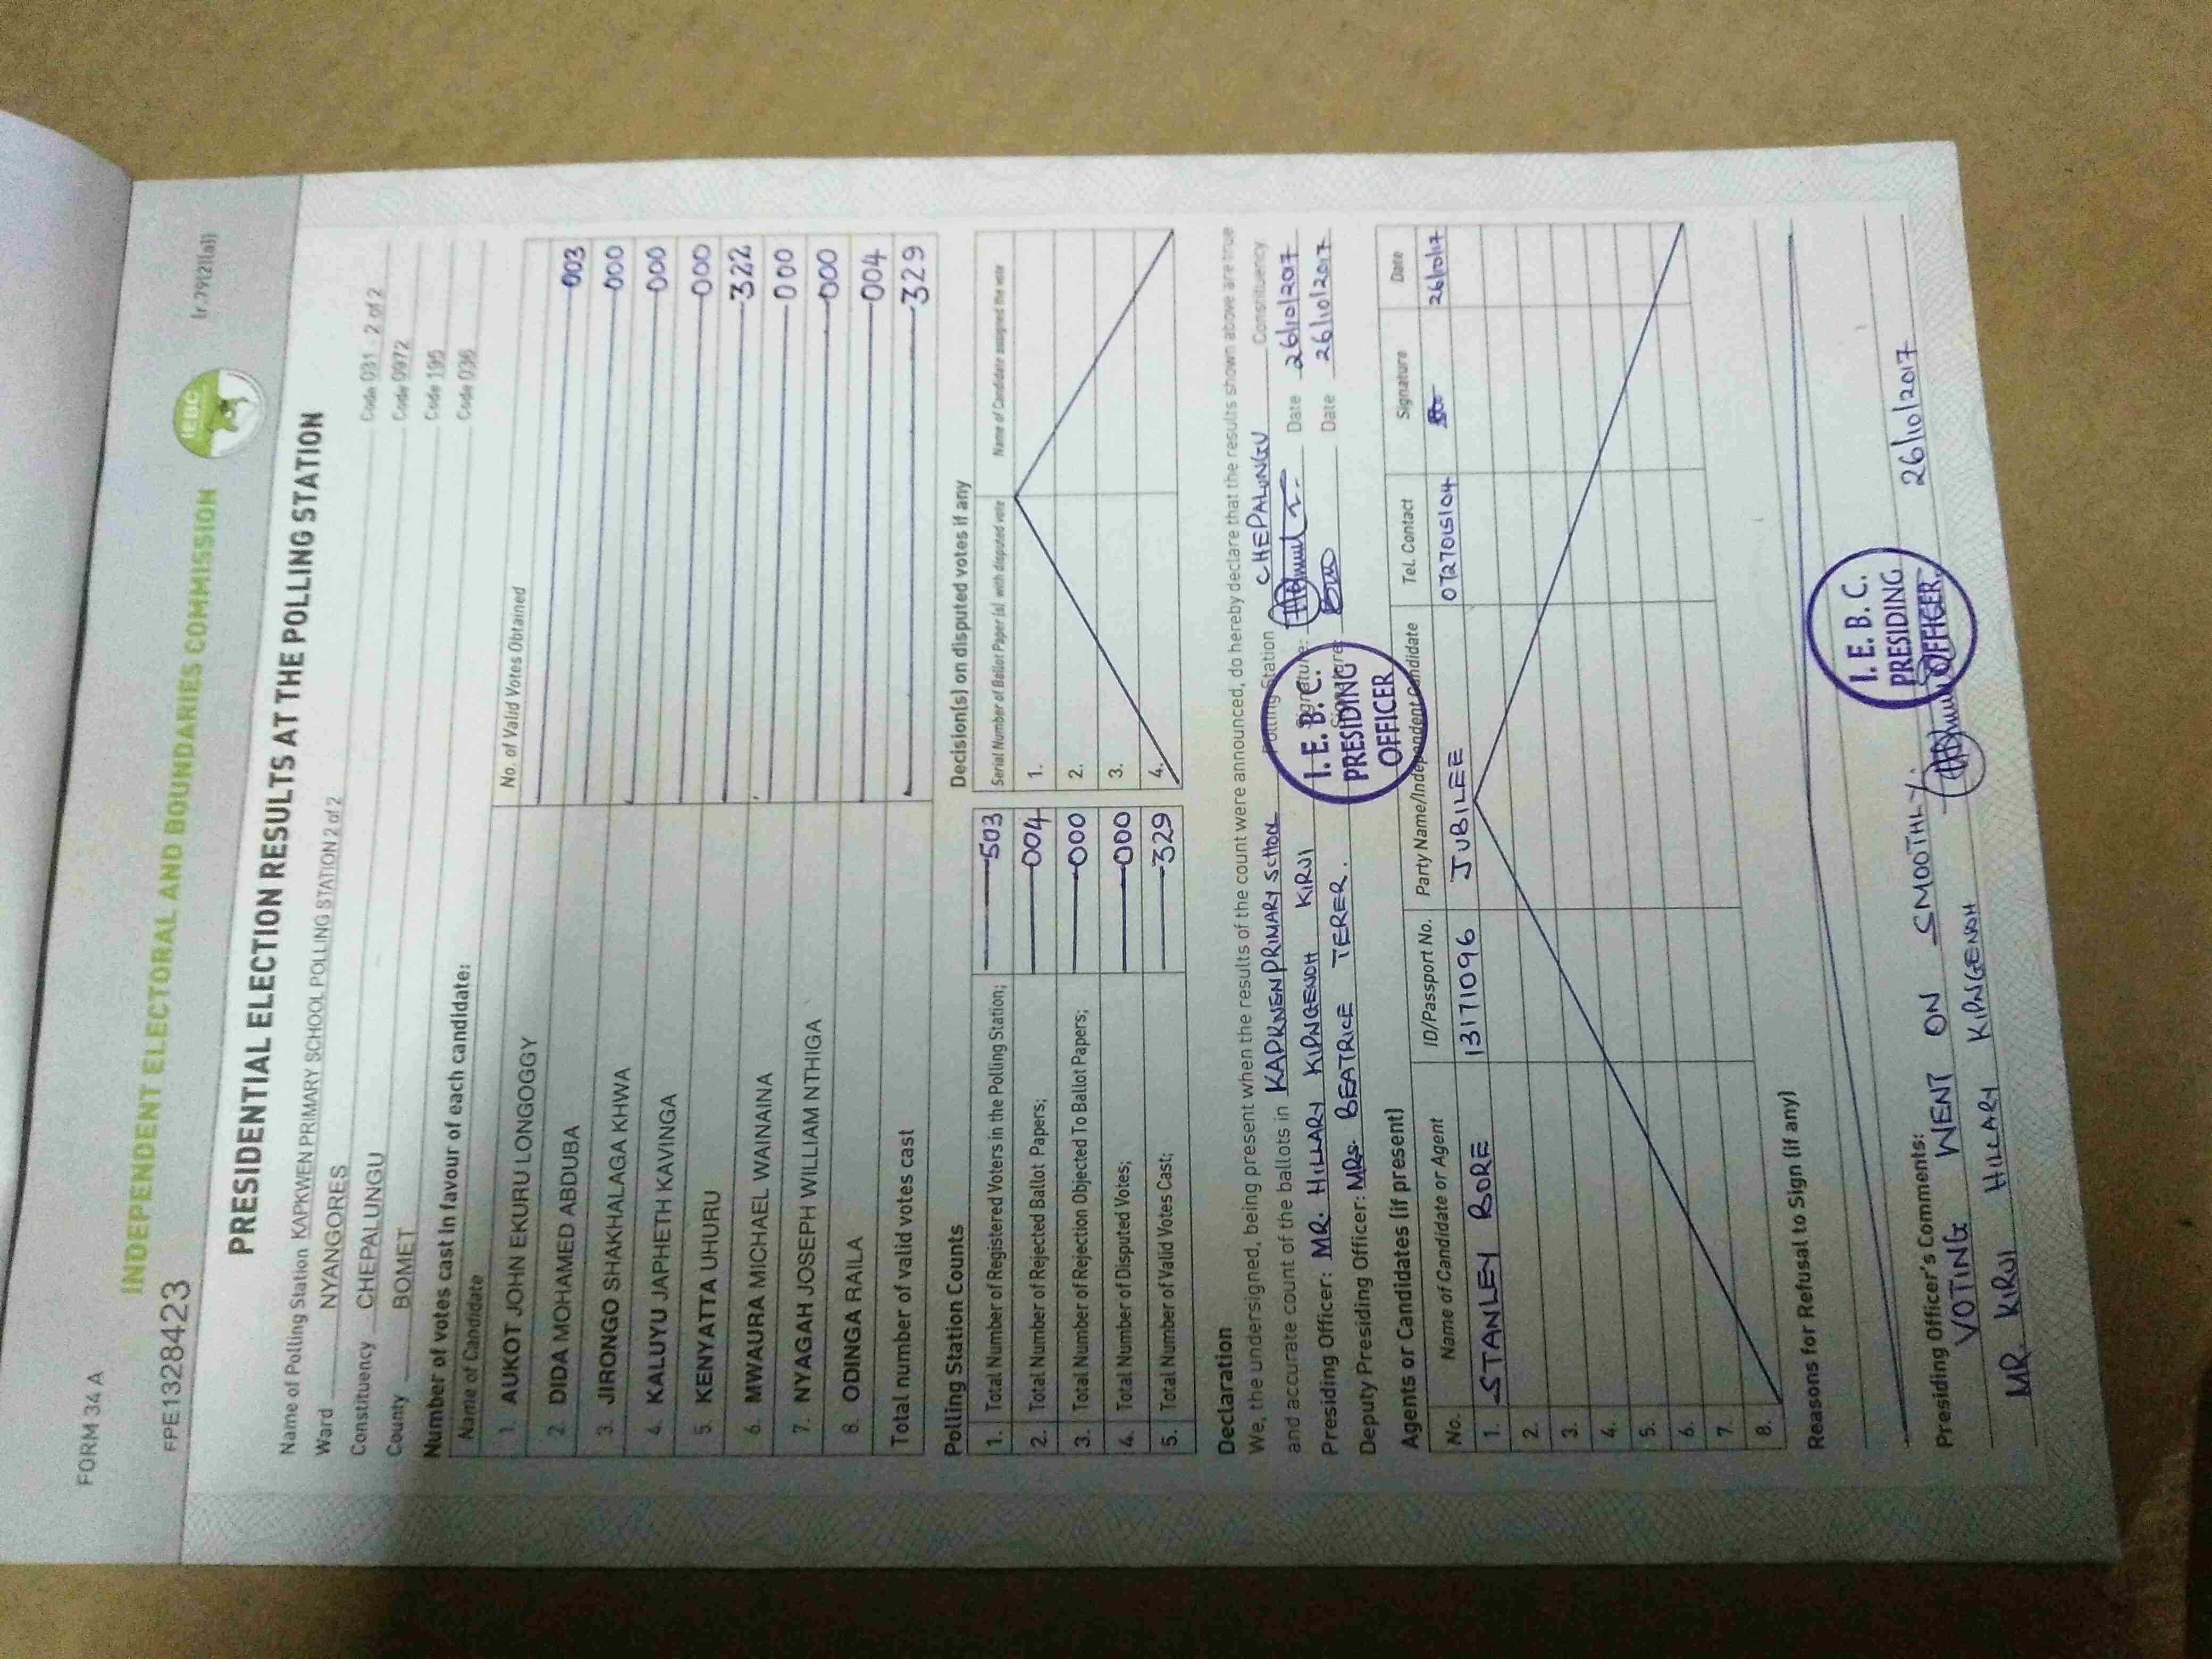 FORM 34 A
(r.79(2)(a))
FPE1328423
INDEPENDENT ELECTORAL AND BOUNDARIES COMMISSION
IEBC
PRESIDENTIAL ELECTION RESULTS AT THE POLLING STATION
Name of Polling Station KAPKWEN PRIMARY SCHOOL POLLING STATION 2 of 2 Code 031 - 2 of 2
Ward NYANGORES Code 0972
Constituency CHEPALUNGU Code 195
County BOMET Code 036
Number of votes cast in favour of each candidate:
Name of Candidate No. of Valid Votes Obtained
1. AUKOT JOHN EKURU LONGOGGY 003
2. DIDA MOHAMED ABDUBA 000
3. JIRONGO SHAKHALAGA KHWA 000
4. KALUYU JAPHETH KAVINGA 000
5. KENYATTA UHURU 322
6. MWAURA MICHAEL WAINAINA 000
7. NYAGAH JOSEPH WILLIAM NTHIGA 000
8. ODINGA RAILA 004
Total number of valid votes cast 329
Polling Station Counts
1. Total Number of Registered Voters in the Polling Station; 503
2. Total Number of Rejected Ballot Papers; 004
3. Total Number of Rejection Objected To Ballot Papers; 000
4. Total Number of Disputed Votes; 000
5. Total Number of Valid Votes Cast; 329
Decision(s) on disputed votes if any
Serial Number of Ballot Paper (s) with disputed vote Name of Candidate assigned the vote
1.
2.
3.
4.
Declaration
We, the undersigned, being present when the results of the count were announced, do hereby declare that the results shown above are true
and accurate count of the ballots in KAPKWEN PRIMARY SCHOOL Polling Station CHEPALUNGU Constituency
Presiding Officer: MR. HILLARY KIPNGENOH KIRUI Signature: Date 26/10/2017
Deputy Presiding Officer: MRS. BEATRICE TERER. Signature Date 26/10/2017
I. E. B. C.
PRESIDING
OFFICER
Agents or Candidates (if present)
No. Name of Candidate or Agent ID/Passport No. Party Name/Independent Candidate Tel. Contact Signature Date
1. STANLEY RORE 13171096 JUBILEE 0727015104 26/10/17
2.
3.
4.
5.
6.
7.
8.
Reasons for Refusal to Sign (if any)
Presiding Officer's Comments:
VOTING WENT ON SMOOTHLY.
MR. KIRUI HILLARY KIPNGENOH 26/10/2017
I. E. B. C.
PRESIDING
OFFICER